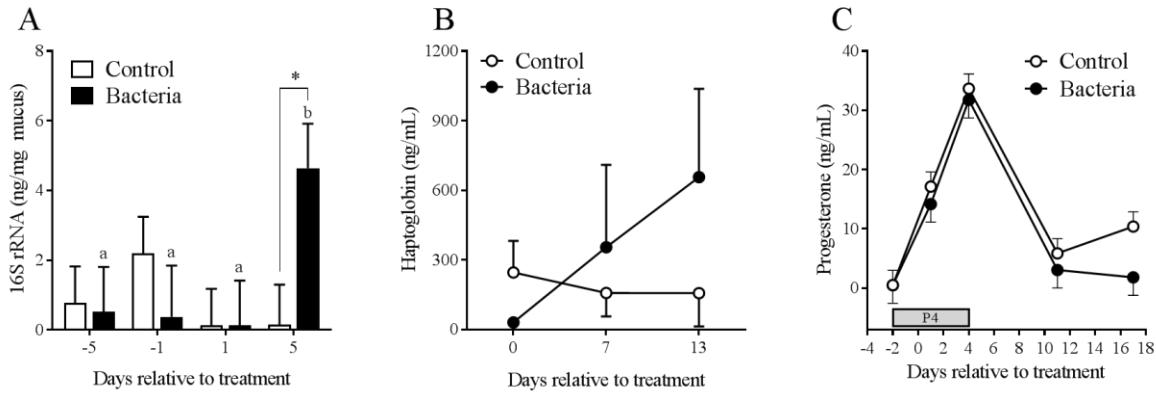 A
16S rRNA (ng/mg mucus)
8
6
4
2
0
Control
Bacteria
*
a
a
a
b
-5
-1
1
5
Days relative to treatment
B
Haptoglobin (ng/mL)
1200
900
600
300
0
Control
Bacteria
0
7
13
Days relative to treatment
C
Progesterone (ng/mL)
40
30
20
10
0
Control
Bacteria
P4
-4 -2 0 2 4 6 8 10 12 14 16 18
Days relative to treatment